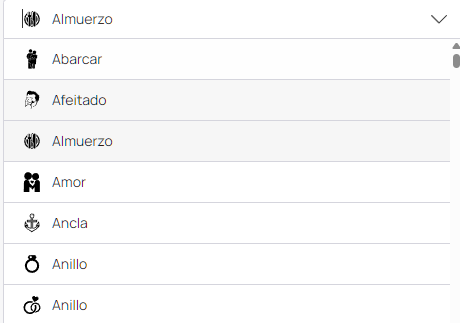 Almuerzo
Abarcar
Afeitado
Almuerzo
Amor
Ancla
Anillo
Anillo